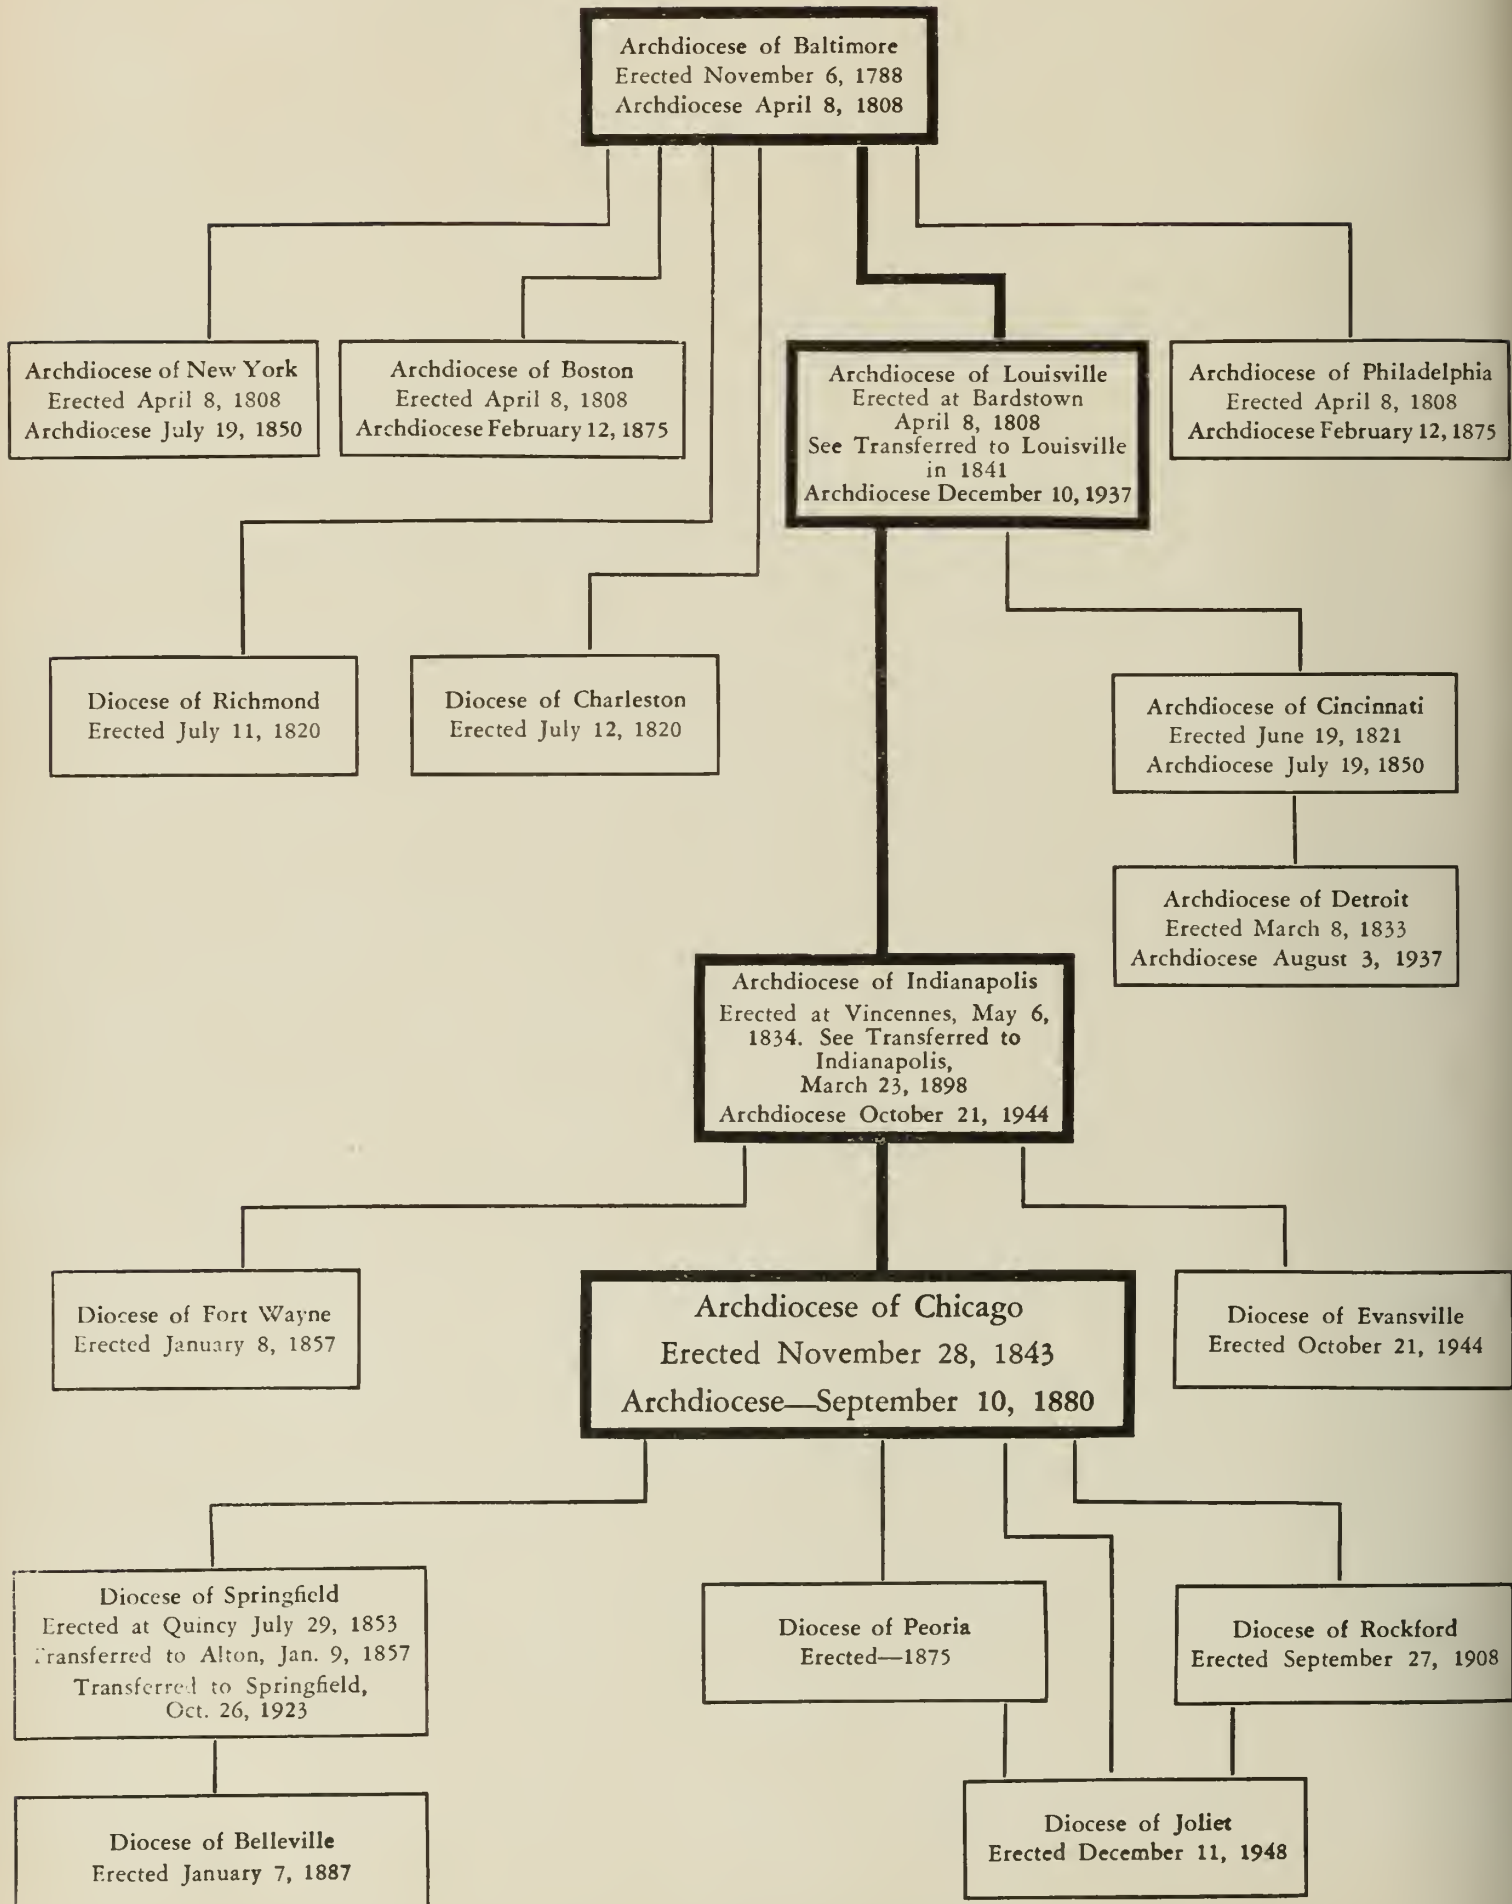 Archdiocese of Baltimore
Erected November 6, 1788
Archdiocese April 8, 1808
Archdiocese of New York
Erected April 8, 1808
Archdiocese July 19, 1850
Archdiocese of Boston
Erected April 8, 1808
Archdiocese February 12, 1875
Archdiocese of Louisville
Erected at Bardstown
April 8, 1808
See Transferred to Louisville
in 1841
Archdiocese December 10, 1937
Archdiocese of Philadelphia
Erected April 8, 1808
Archdiocese February 12, 1875
Diocese of Richmond
Erected July 11, 1820
Diocese of Charleston
Erected July 12, 1820
Archdiocese of Cincinnati
Erected June 19, 1821
Archdiocese July 19, 1850
Archdiocese of Detroit
Erected March 8, 1833
Archdiocese August 3, 1937
Archdiocese of Indianapolis
Erected at Vincennes, May 6,
1834. See Transferred to
Indianapolis,
March 23, 1898
Archdiocese October 21, 1944
Diocese of Fort Wayne
Erected January 8, 1857
Archdiocese of Chicago
Erected November 28, 1843
Archdiocese—September 10, 1880
Diocese of Evansville
Erected October 21, 1944
Diocese of Springfield
Erected at Quincy July 29, 1853
Transferred to Alton, Jan. 9, 1857
Transferred to Springfield,
Oct. 26, 1923
Diocese of Peoria
Erected—1875
Diocese of Rockford
Erected September 27, 1908
Diocese of Belleville
Erected January 7, 1887
Diocese of Joliet
Erected December 11, 1948